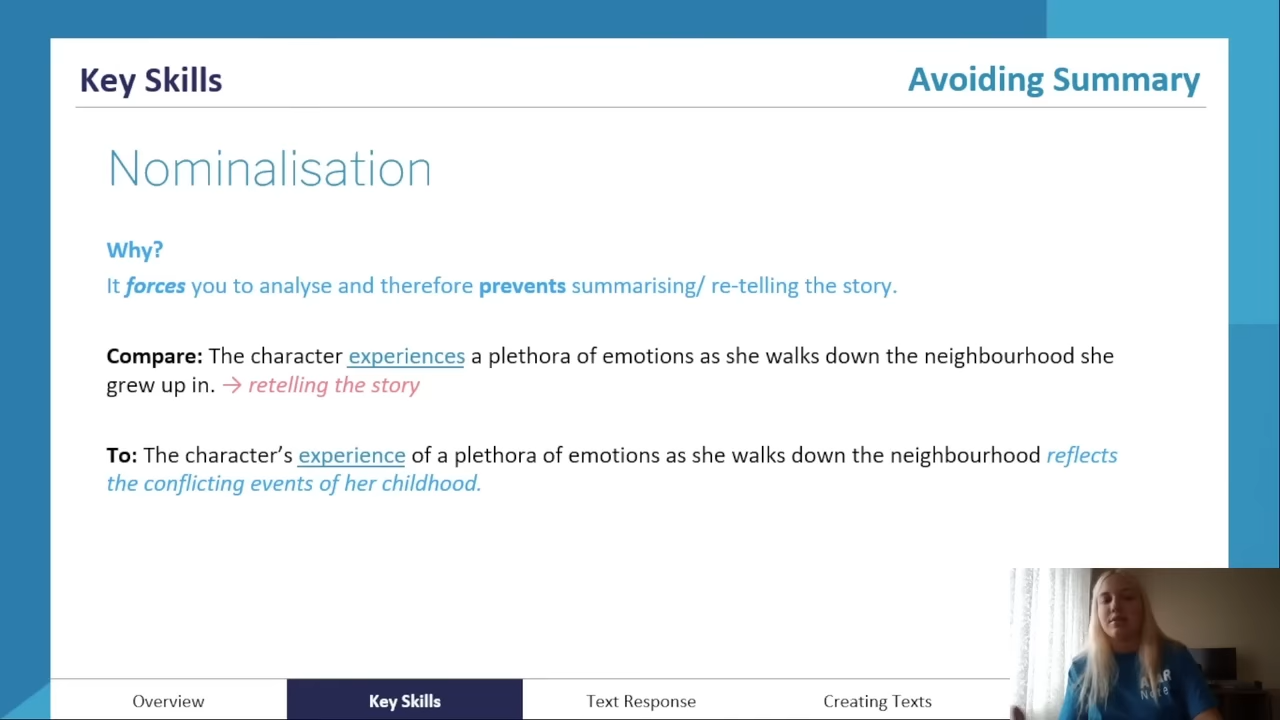 Key Skills
Avoiding Summary
Nominalisation
Why?
It forces you to analyse and therefore prevents summarising/ re-telling the story.
Compare: The character experiences a plethora of emotions as she walks down the neighbourhood she
grew up in. → retelling the story
To: The character’s experience of a plethora of emotions as she walks down the neighbourhood reflects
the conflicting events of her childhood.
Overview
Key Skills
Text Response
Creating Texts